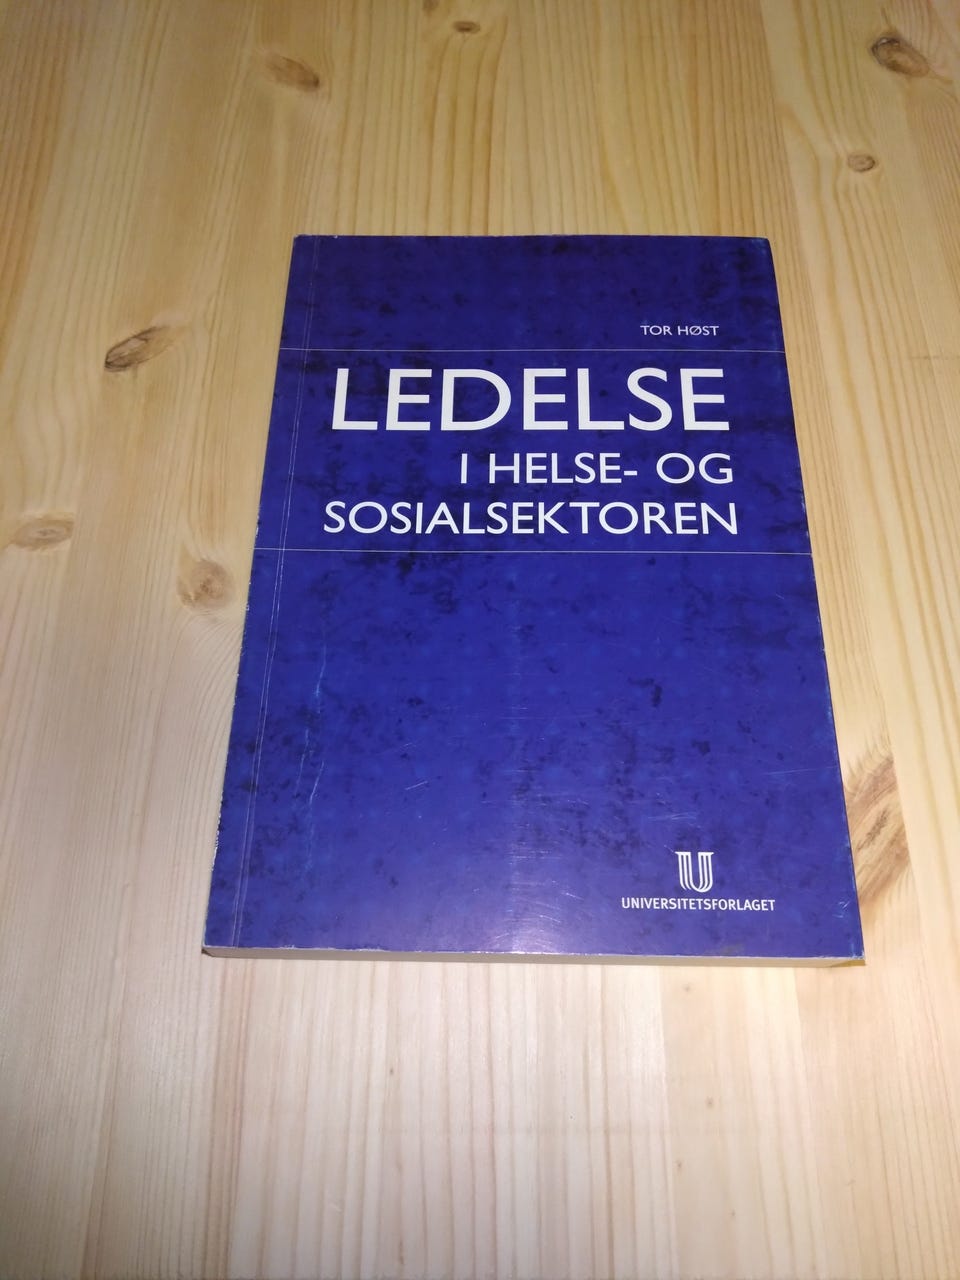 TOR HØST
LEDELSE
I HELSE- OG
SOSIALSEKTOREN
UNIVERSITETSFORLAGET